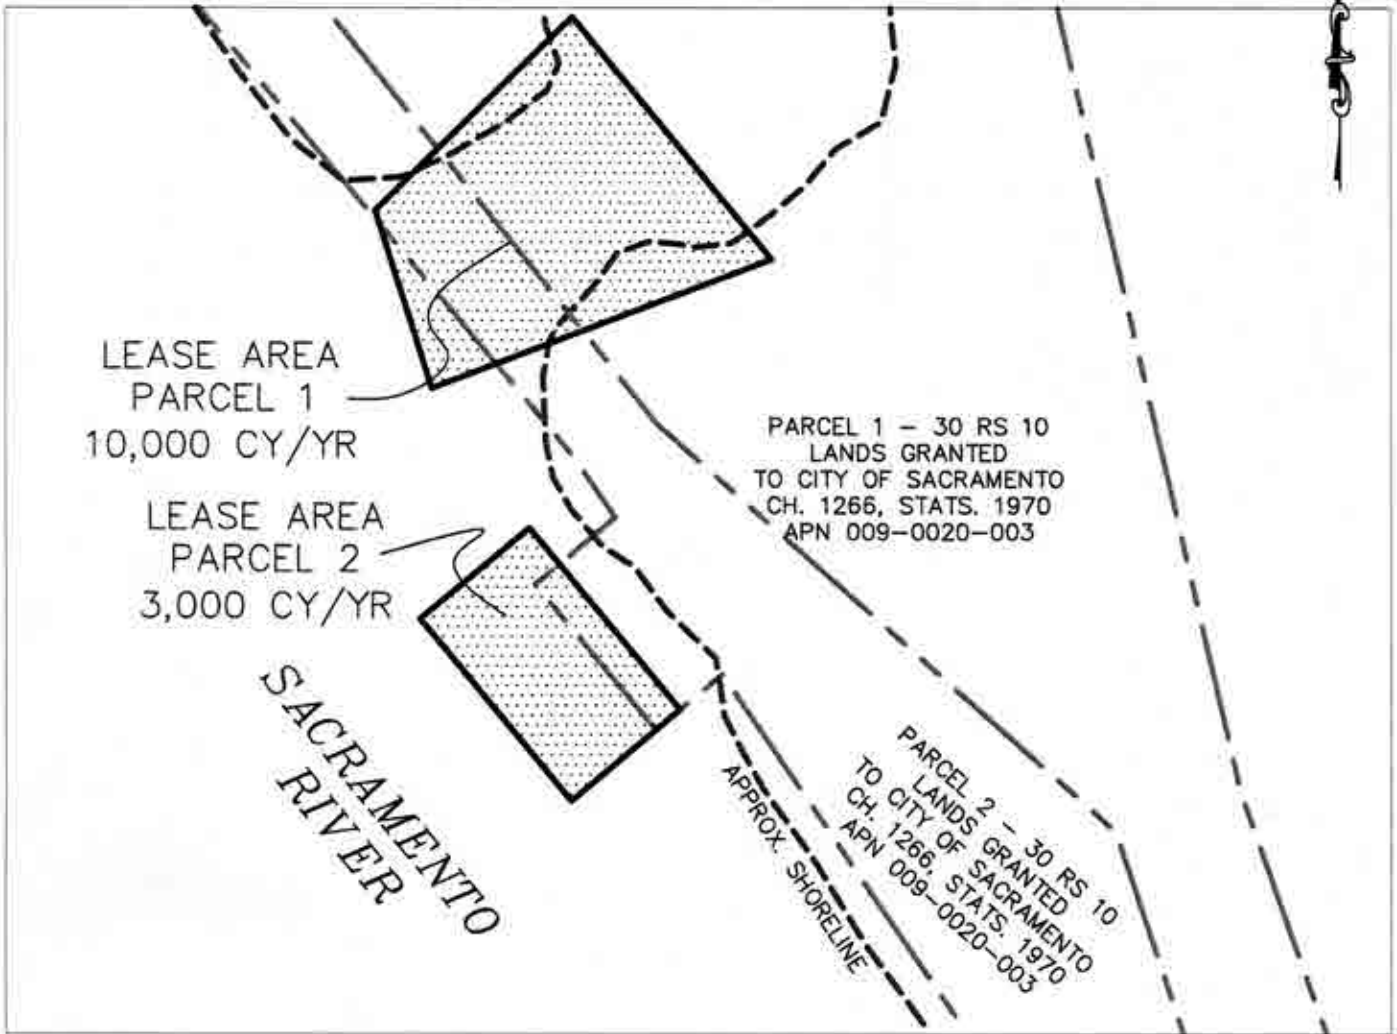 LEASE AREA
PARCEL 1
10,000 CY/YR
PARCEL 1 – 30 RS 10
LANDS GRANTED
TO CITY OF SACRAMENTO
CH. 1266, STATS. 1970
APN 009–0020–003
LEASE AREA
PARCEL 2
3,000 CY/YR
SACRAMENTO
RIVER
APPROX. SHORELINE
PARCEL 2 – 30 RS 10
LANDS GRANTED
TO CITY OF SACRAMENTO
CH. 1266, STATS. 1970
APN 009–0020–003